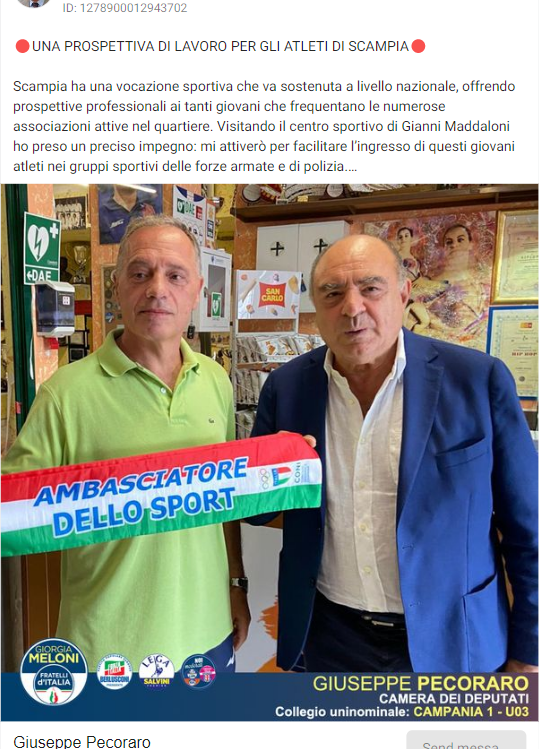 ID: 1278900012943702
🔴UNA PROSPETTIVA DI LAVORO PER GLI ATLETI DI SCAMPIA🔴
Scampia ha una vocazione sportiva che va sostenuta a livello nazionale, offrendo
prospettive professionali ai tanti giovani che frequentano le numerose
associazioni attive nel quartiere. Visitando il centro sportivo di Gianni Maddaloni
ho preso un preciso impegno: mi attiverò per facilitare l'ingresso di questi giovani
atleti nei gruppi sportivi delle forze armate e di polizia....
DAE
SAN
CARLO
AMBASCIATORE
DELLO SPORT
CONI
GIORGIA
MELONI
FRATELLI
d'ITALIA
BERLUSCONI
LEGA
SALVINI
GIUSEPPE PECORARO
CAMERA DEI DEPUTATI
Collegio uninominale: CAMPANIA 1 - U03
Giuseppe Pecoraro
Send messa